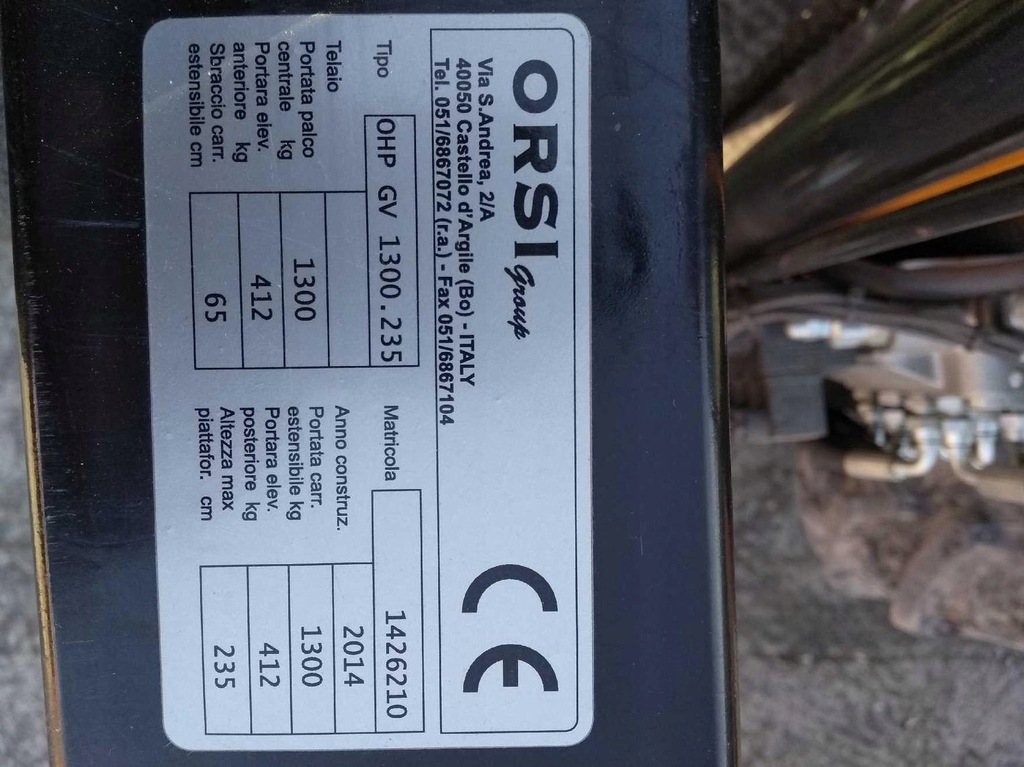 ORSI group
Via S.Andrea, 2/A
40050 Castello d'Argile (Bo) - ITALY
Tel. 051/6867072 (r.a.) - Fax 051/6867104
CE
Tipo OHP GV 1300.235 Matricola 1426210
Telaio Anno construz. 2014
Portata palco Portata carr.
centrale kg 1300 estensibile kg 1300
Portara elev. Portara elev.
anteriore kg 412 posteriore kg 412
Sbraccio carr. Altezza max
estensibile cm 65 piattafor. cm 235